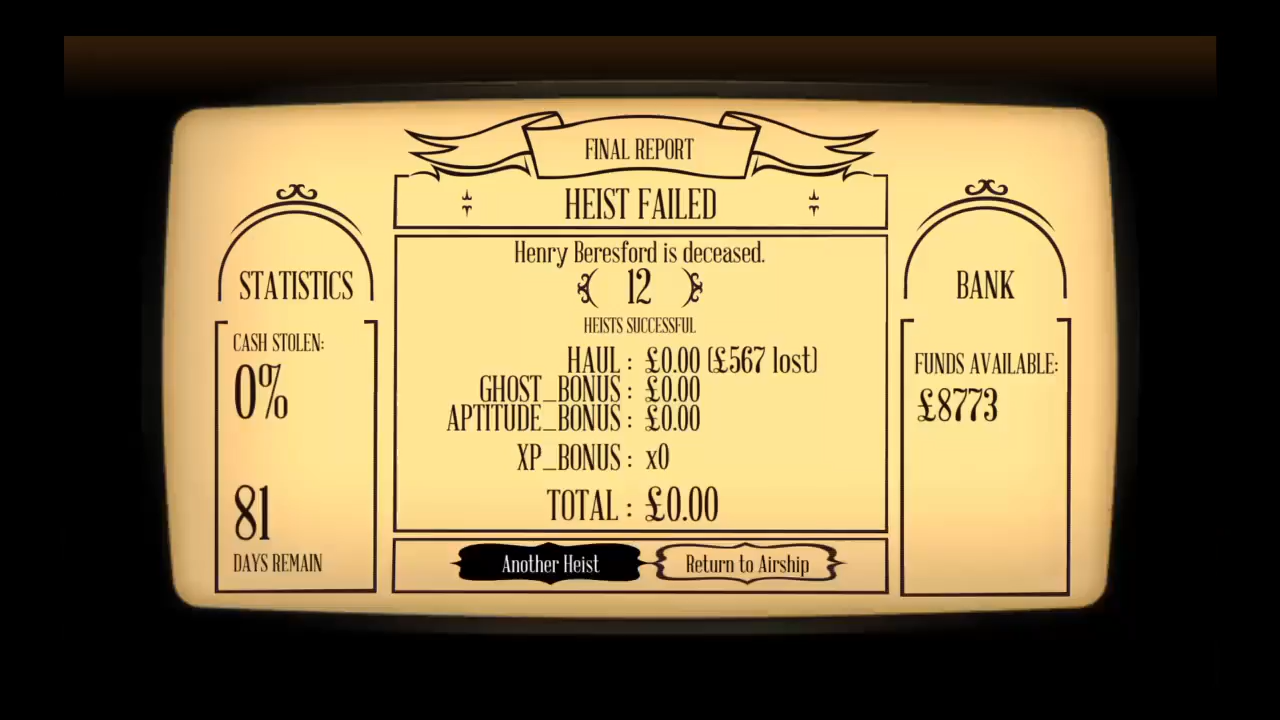 FINAL REPORT
HEIST FAILED
STATISTICS
CASH STOLEN:
0%
81
DAYS REMAIN
Henry Beresford is deceased.
12
HEISTS SUCCESSFUL
HAUL : £0.00 (£567 lost)
GHOST_BONUS : £0.00
APTITUDE_BONUS : £0.00
XP_BONUS : x0
TOTAL : £0.00
Another Heist
Return to Airship
BANK
FUNDS AVAILABLE:
£8773